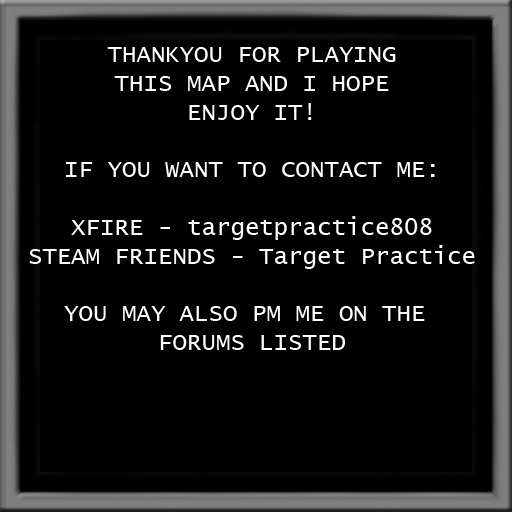 THANKYOU FOR PLAYING
THIS MAP AND I HOPE
ENJOY IT!
IF YOU WANT TO CONTACT ME:
XFIRE - targetpractice808
STEAM FRIENDS - Target Practice
YOU MAY ALSO PM ME ON THE
FORUMS LISTED